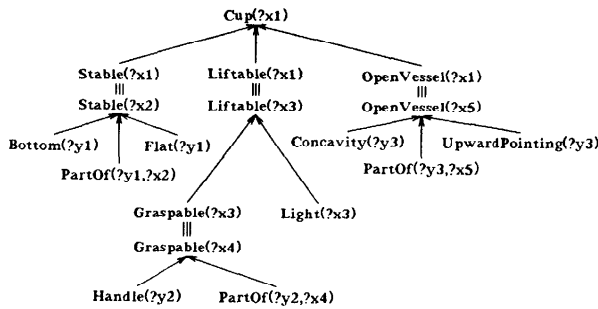 Cup(?x1)
Stable(?x1) Liftable(?x1) OpenVessel(?x1)
Stable(?x2) Liftable(?x3) OpenVessel(?x5)
Bottom(?y1) Flat(?y1) Concavity(?y3) UpwardPointing(?y3)
PartOf(?y1,?x2) PartOf(?y3,?x5)
Graspable(?x3) Light(?x3)
Graspable(?x4)
Handle(?y2) PartOf(?y2,?x4)